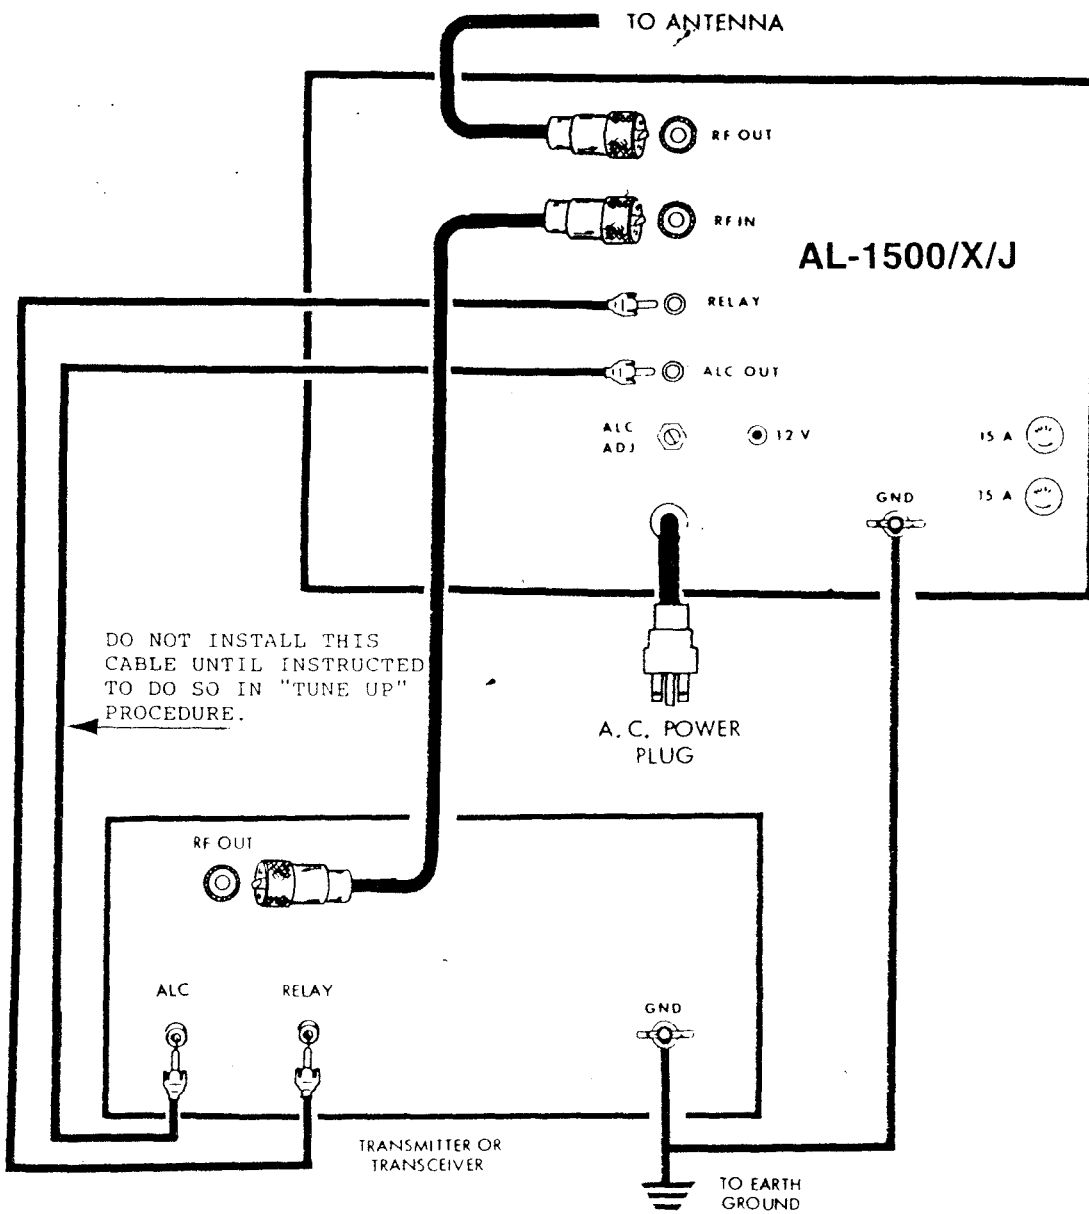 TO ANTENNA
RF OUT
RF IN
AL-1500/X/J
RELAY
ALC OUT
ALC
ADJ
12 V
15 A
15 A
GND
DO NOT INSTALL THIS
CABLE UNTIL INSTRUCTED
TO DO SO IN "TUNE UP"
PROCEDURE.
A.C. POWER
PLUG
RF OUT
ALC
RELAY
GND
TRANSMITTER OR
TRANSCEIVER
TO EARTH
GROUND